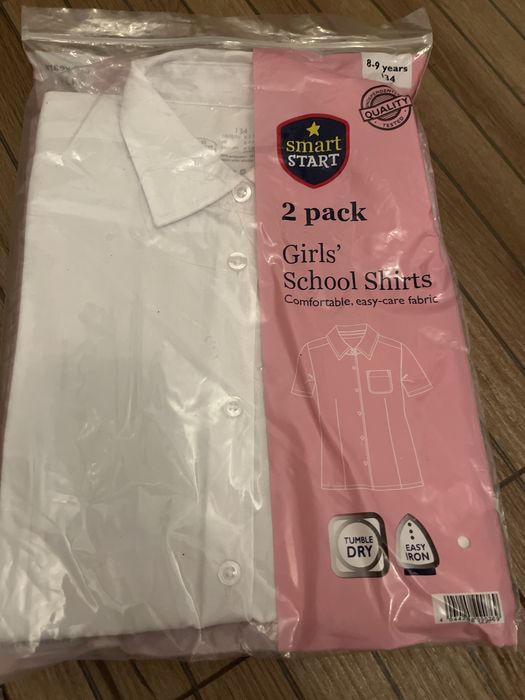 8-9 years
134
INDEPENDENTLY
QUALITY
TESTED
smart
START
2 pack
Girls'
School Shirts
Comfortable, easy-care fabric
TUMBLE
DRY
EASY
IRON